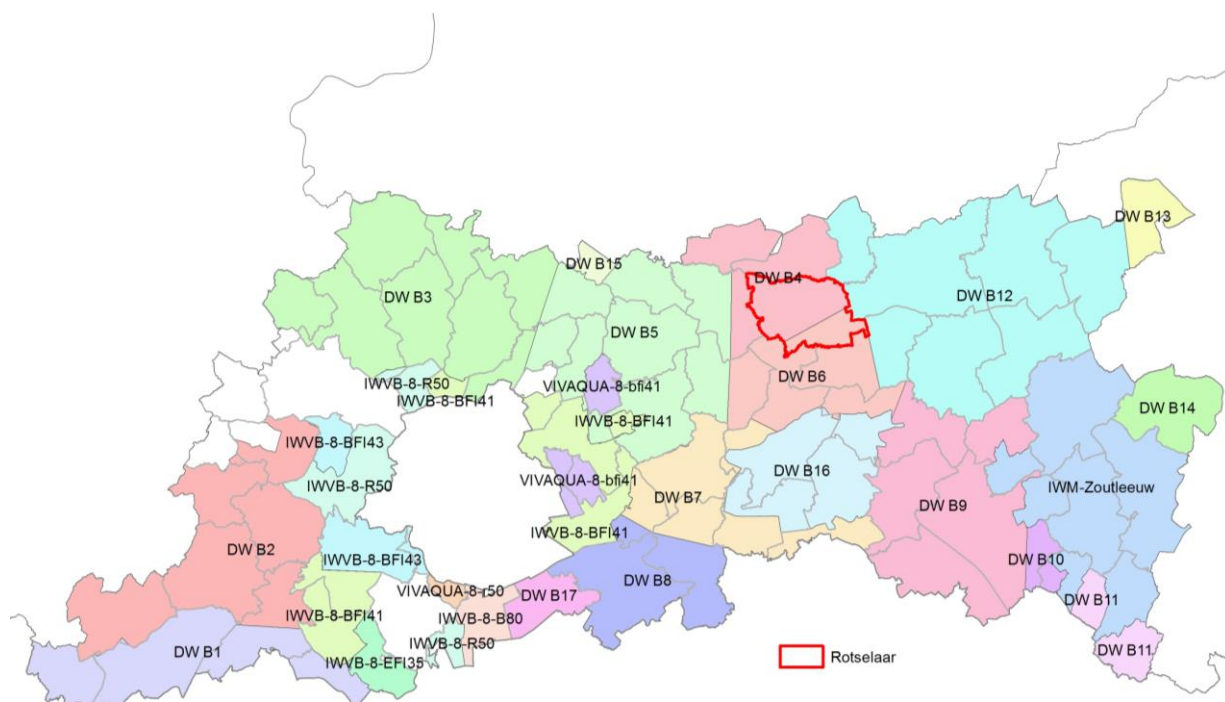 DW B13
DW B15
DW B4
DW B3
DW B12
DW B5
IWVB-8-R50
DW B6
VIVAQUA-8-bfi41
IWVB-8-BFI41
DW B14
IWVB-8-BFI41
IWVB-8-BFI43
DW B16
VIVAQUA-8-bfi41
IWVB-8-R50
IWM-Zoutleeuw
DW B7
DW B9
IWVB-8-BFI41
DW B2
IWVB-8-BFI43
DW B10
DW B8
VIVAQUA-8-r50
DW B17
DW B11
IWVB-8-BFI41
IWVB-8-B80
IWVB-8-R50
DW B11
DW B1
IWVB-8-EFI35
Rotselaar